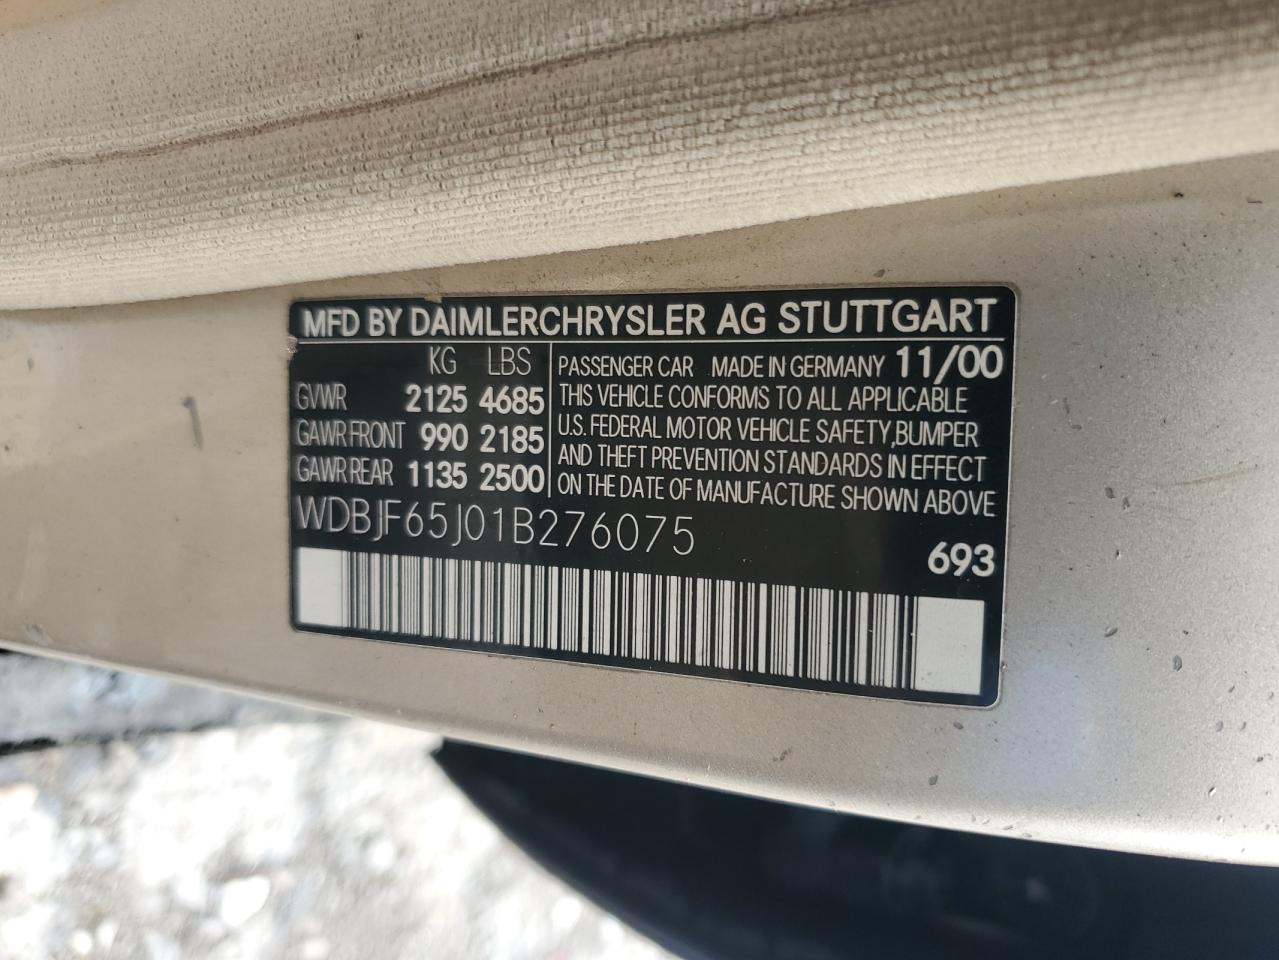 MFD BY DAIMLERCHRYSLER AG STUTTGART
KG LBS
GVWR 2125 4685
GAWR FRONT 990 2185
GAWR REAR 1135 2500
PASSENGER CAR MADE IN GERMANY 11/00
THIS VEHICLE CONFORMS TO ALL APPLICABLE
U.S. FEDERAL MOTOR VEHICLE SAFETY, BUMPER
AND THEFT PREVENTION STANDARDS IN EFFECT
ON THE DATE OF MANUFACTURE SHOWN ABOVE
WDBJF65J01B276075
693